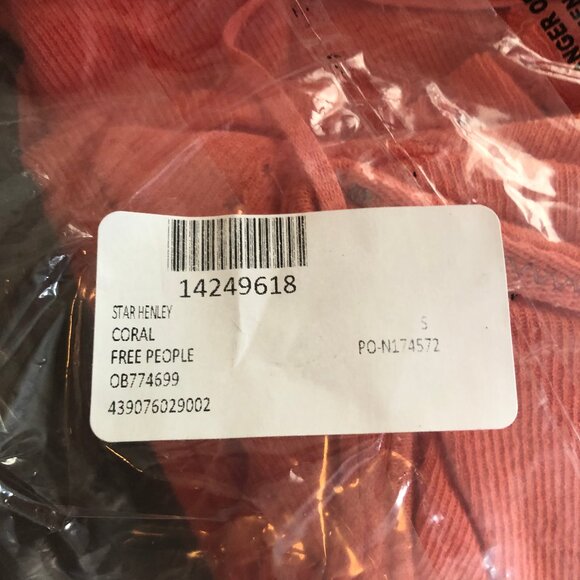 14249618
STAR HENLEY
CORAL
S
FREE PEOPLE
PO-N174572
OB774699
439076029002